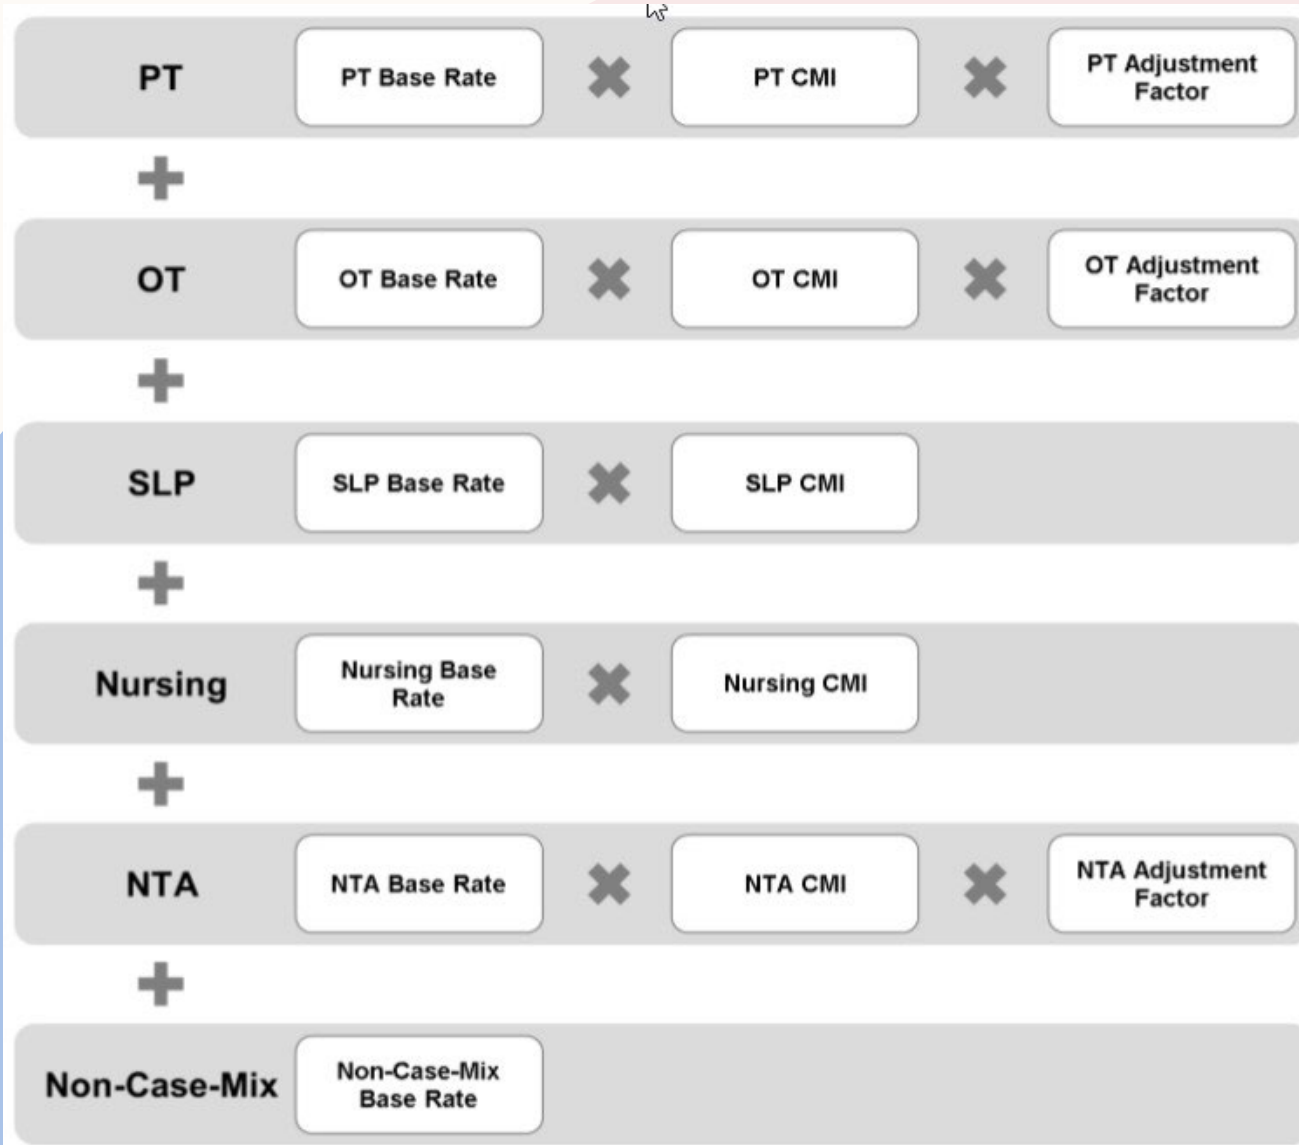 PT
PT Base Rate
PT CMI
PT Adjustment
Factor
OT
OT Base Rate
OT CMI
OT Adjustment
Factor
SLP
SLP Base Rate
SLP CMI
Nursing
Nursing Base
Rate
Nursing CMI
NTA
NTA Base Rate
NTA CMI
NTA Adjustment
Factor
Non-Case-Mix
Non-Case-Mix
Base Rate